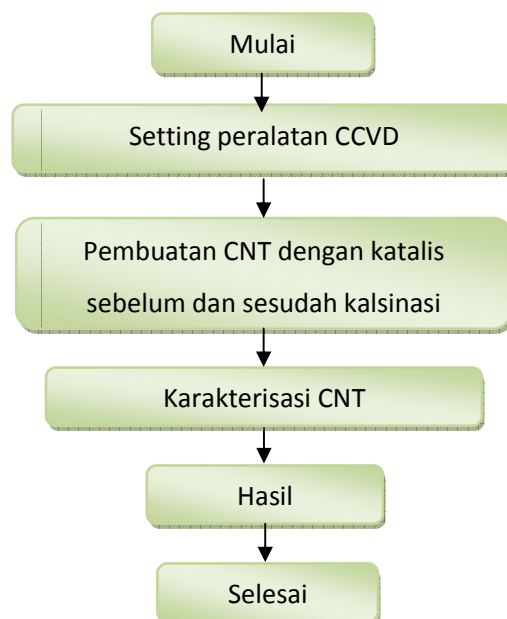 Mulai
Setting peralatan CCVD
Pembuatan CNT dengan katalis
sebelum dan sesudah kalsinasi
Karakterisasi CNT
Hasil
Selesai